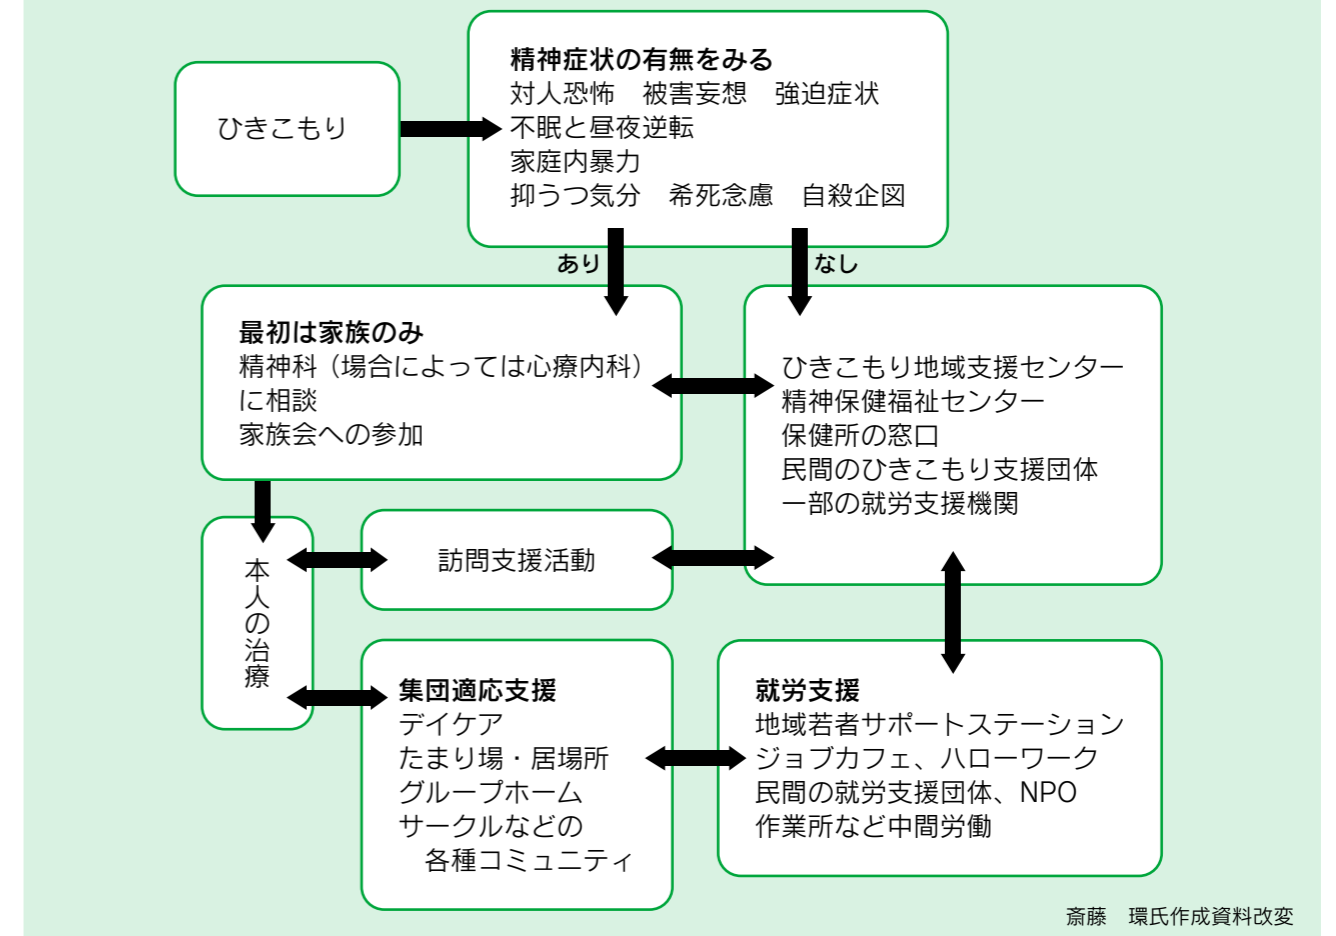 ひきこもり
精神症状の有無をみる
対人恐怖　被害妄想　強迫症状
不眠と昼夜逆転
家庭内暴力
抑うつ気分　希死念慮　自殺企図
あり
なし
最初は家族のみ
精神科（場合によっては心療内科）
に相談
家族会への参加
ひきこもり地域支援センター
精神保健福祉センター
保健所の窓口
民間のひきこもり支援団体
一部の就労支援機関
本人の治療
訪問支援活動
集団適応支援
デイケア
たまり場・居場所
グループホーム
サークルなどの
　各種コミュニティ
就労支援
地域若者サポートステーション
ジョブカフェ、ハローワーク
民間の就労支援団体、NPO
作業所など中間労働
斎藤　環氏作成資料改変